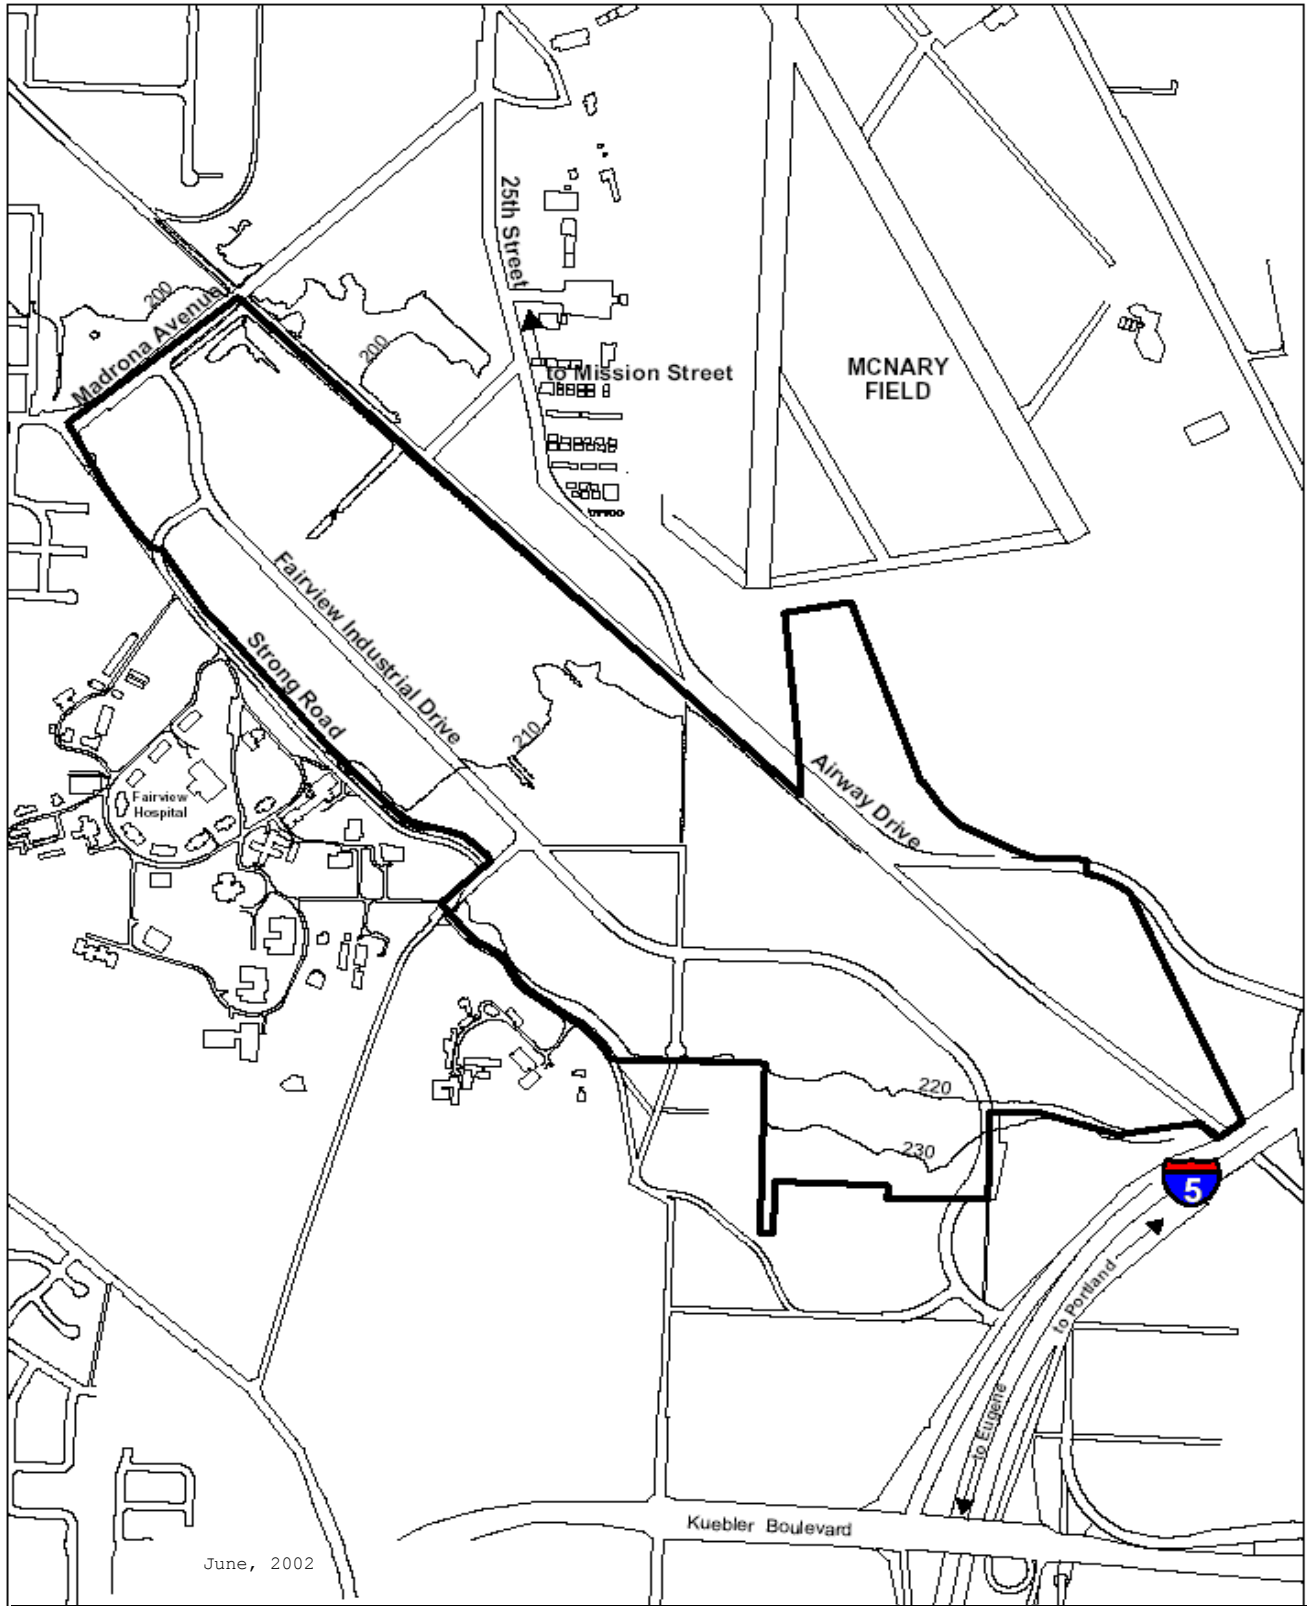 25th Street
200
Madrona Avenue
200
to Mission Street
MCNARY
FIELD
Fairview Industrial Drive
Strong Road
210
Airway Drive
Fairview
Hospital
220
230
5
to Portland
to Eugene
Kuebler Boulevard
June, 2002